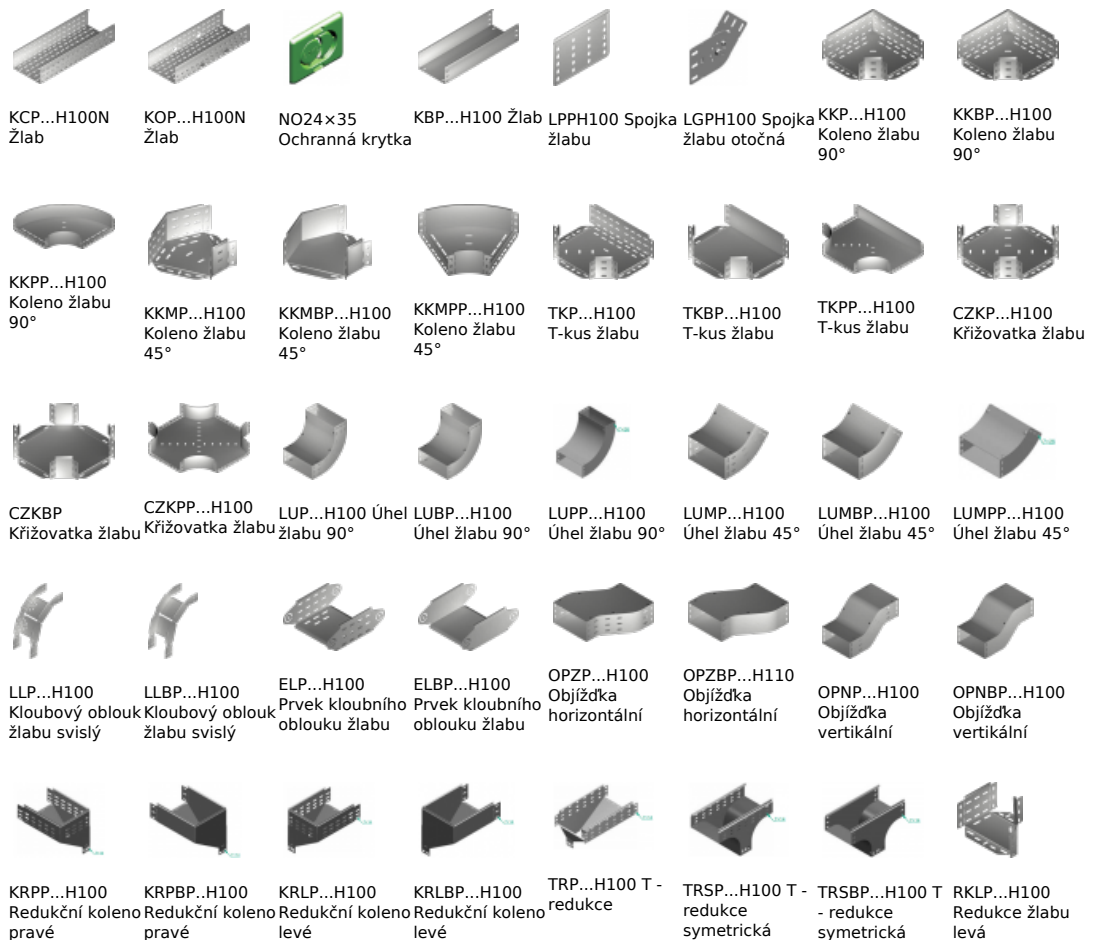 KCP...H100N
Žlab
KOP...H100N
Žlab
NO24×35
Ochranná krytka
KBP...H100 Žlab
LPPH100 Spojka
žlabu
LGPH100 Spojka
žlabu otočná
KKP...H100
Koleno žlabu
90°
KKBP...H100
Koleno žlabu
90°
KKPP...H100
Koleno žlabu
90°
KKMP...H100
Koleno žlabu
45°
KKMBP...H100
Koleno žlabu
45°
KKMPP...H100
Koleno žlabu
45°
TKP...H100
T-kus žlabu
TKBP...H100
T-kus žlabu
TKPP...H100
T-kus žlabu
CZKP...H100
Křižovatka žlabu
CZKBP
Křižovatka žlabu
CZKPP...H100
Křižovatka žlabu
LUP...H100 Úhel
žlabu 90°
LUBP...H100
Úhel žlabu 90°
LUPP...H100
Úhel žlabu 90°
LUMP...H100
Úhel žlabu 45°
LUMBP...H100
Úhel žlabu 45°
LUMPP...H100
Úhel žlabu 45°
LLP...H100
Kloubový oblouk
žlabu svislý
LLBP...H100
Kloubový oblouk
žlabu svislý
ELP...H100
Prvek kloubního
oblouku žlabu
ELBP...H100
Prvek kloubního
oblouku žlabu
OPZP...H100
Objížďka
horizontální
OPZBP...H110
Objížďka
horizontální
OPNP...H100
Objížďka
vertikální
OPNBP...H100
Objížďka
vertikální
KRPP...H100
Redukční koleno
pravé
KRPBP..H100
Redukční koleno
pravé
KRLP...H100
Redukční koleno
levé
KRLBP...H100
Redukční koleno
levé
TRP...H100 T -
redukce
TRSP...H100 T -
redukce
symetrická
TRSBP...H100 T
- redukce
symetrická
RKLP...H100
Redukce žlabu
levá